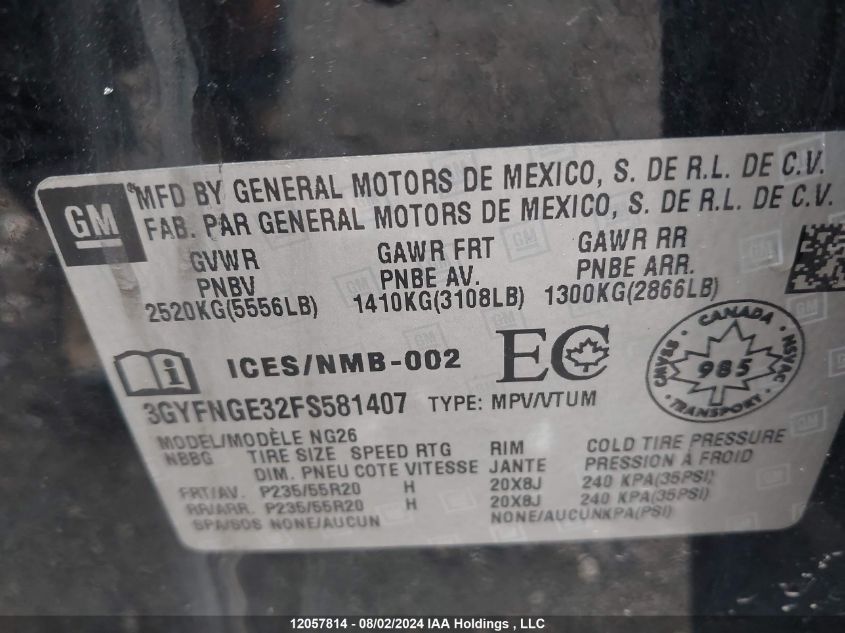 GM
MFD BY GENERAL MOTORS DE MEXICO, S. DE R.L. DE C.V.
FAB. PAR GENERAL MOTORS DE MEXICO, S. DE R.L. DE C.V.
GVWR GAWR FRT GAWR RR
PNBV PNBE AV. PNBE ARR.
2520KG(5556LB) 1410KG(3108LB) 1300KG(2866LB)
i ICES/NMB-002 EC
CANADA
CMVSS 985 NSVAC
TRANSPORT
3GYFNGE32FS581407 TYPE: MPV/VTUM
MODEL/MODÈLE NG26
NBBG TIRE SIZE SPEED RTG RIM COLD TIRE PRESSURE
DIM. PNEU COTE VITESSE JANTE PRESSION À FROID
FRT/AV. P235/55R20 H 20X8J 240 KPA(35PSI)
RR/ARR. P235/55R20 H 20X8J 240 KPA(35PSI)
SPA/SOS NONE/AUCUN NONE/AUCUNKPA(PSI)
12057814 - 08/02/2024 IAA Holdings , LLC